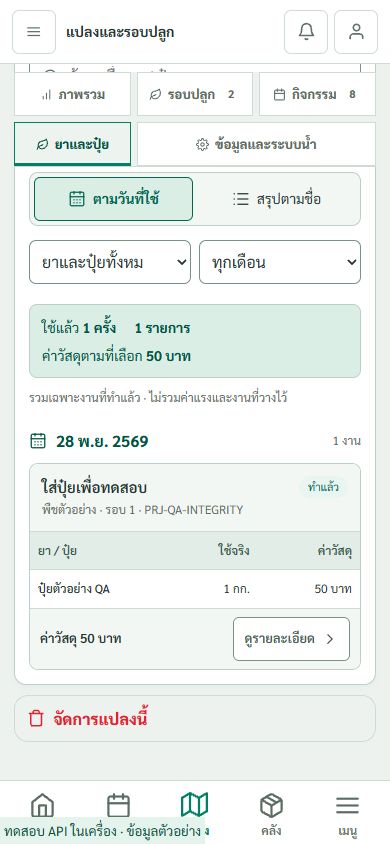 แปลงและรอบปลูก
ภาพรวม
รอบปลูก 2
กิจกรรม 8
ยาและปุ๋ย
ข้อมูลและระบบน้ำ
ตามวันที่ใช้
สรุปตามชื่อ
ยาและปุ๋ยทั้งหม
ทุกเดือน
ใช้แล้ว 1 ครั้ง 1 รายการ
ค่าวัสดุตามที่เลือก 50 บาท
รวมเฉพาะงานที่ทำแล้ว · ไม่รวมค่าแรงและงานที่วางไว้
28 พ.ย. 2569 1 งาน
ใส่ปุ๋ยเพื่อทดสอบ ทำแล้ว
พืชตัวอย่าง · รอบ 1 · PRJ-QA-INTEGRITY
ยา / ปุ๋ย ใช้จริง ค่าวัสดุ
ปุ๋ยตัวอย่าง QA 1 กก. 50 บาท
ค่าวัสดุ 50 บาท ดูรายละเอียด
จัดการแปลงนี้
ทดสอบ API ในเครื่อง · ข้อมูลตัวอย่าง
คลัง
เมนู